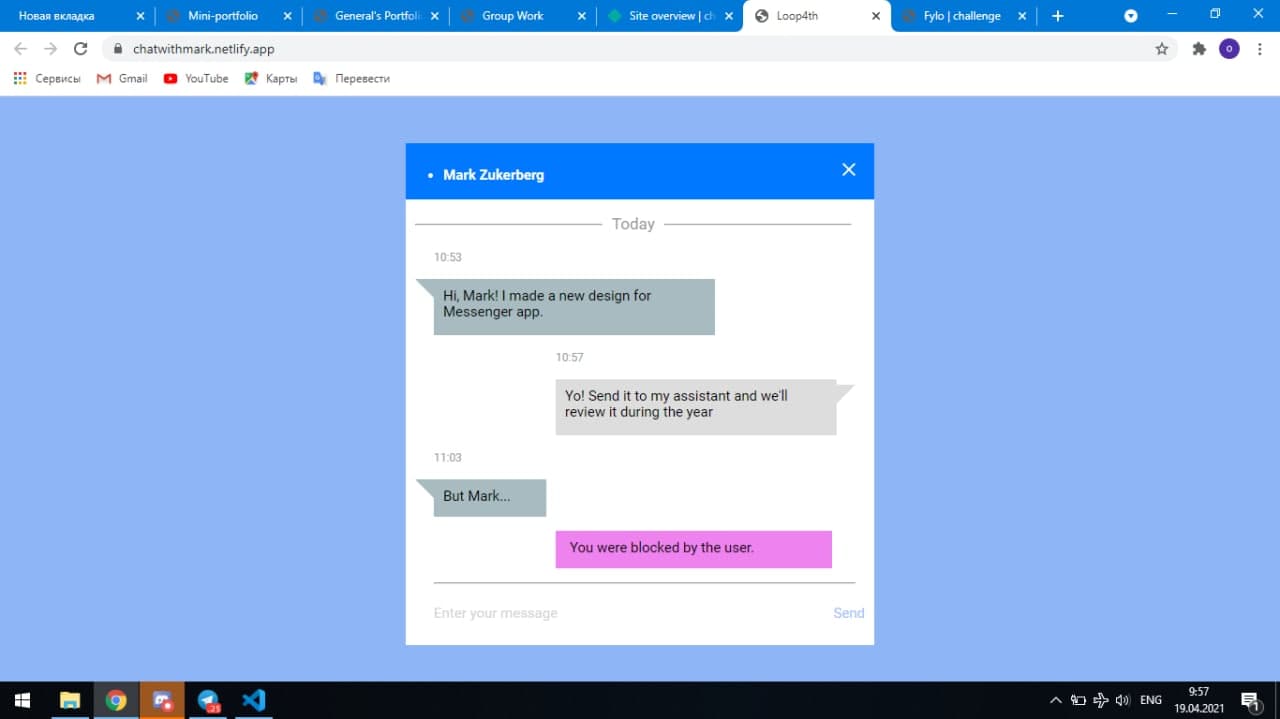 Новая вкладка
Mini-portfolio
General's Portfoli
Group Work
Site overview | ch
Loop4th
Fylo | challenge
chatwithmark.netlify.app
O
Сервисы
Gmail
YouTube
Карты
Перевести
Mark Zukerberg
Today
10:53
Hi, Mark! I made a new design for
Messenger app.
10:57
Yo! Send it to my assistant and we'll
review it during the year
11:03
But Mark...
You were blocked by the user.
Enter your message
Send
ENG
9:57
19.04.2021
1